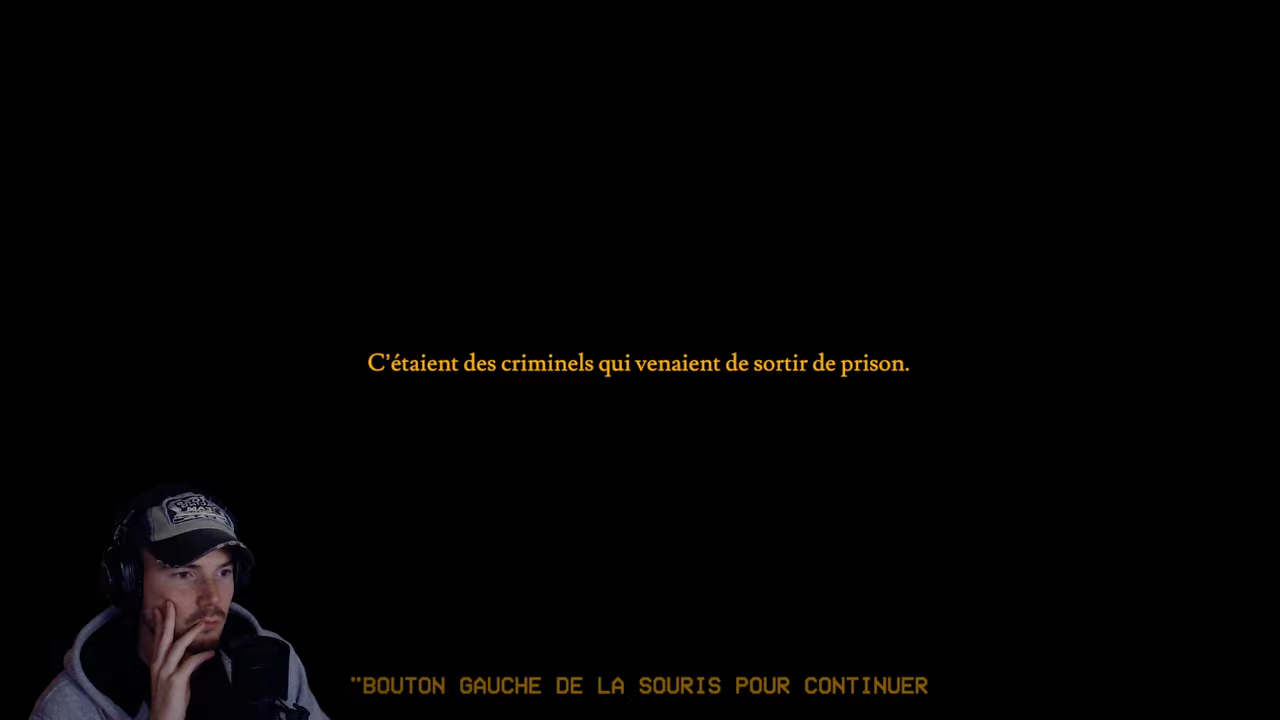 C'étaient des criminels qui venaient de sortir de prison.
"BOUTON GAUCHE DE LA SOURIS POUR CONTINUER